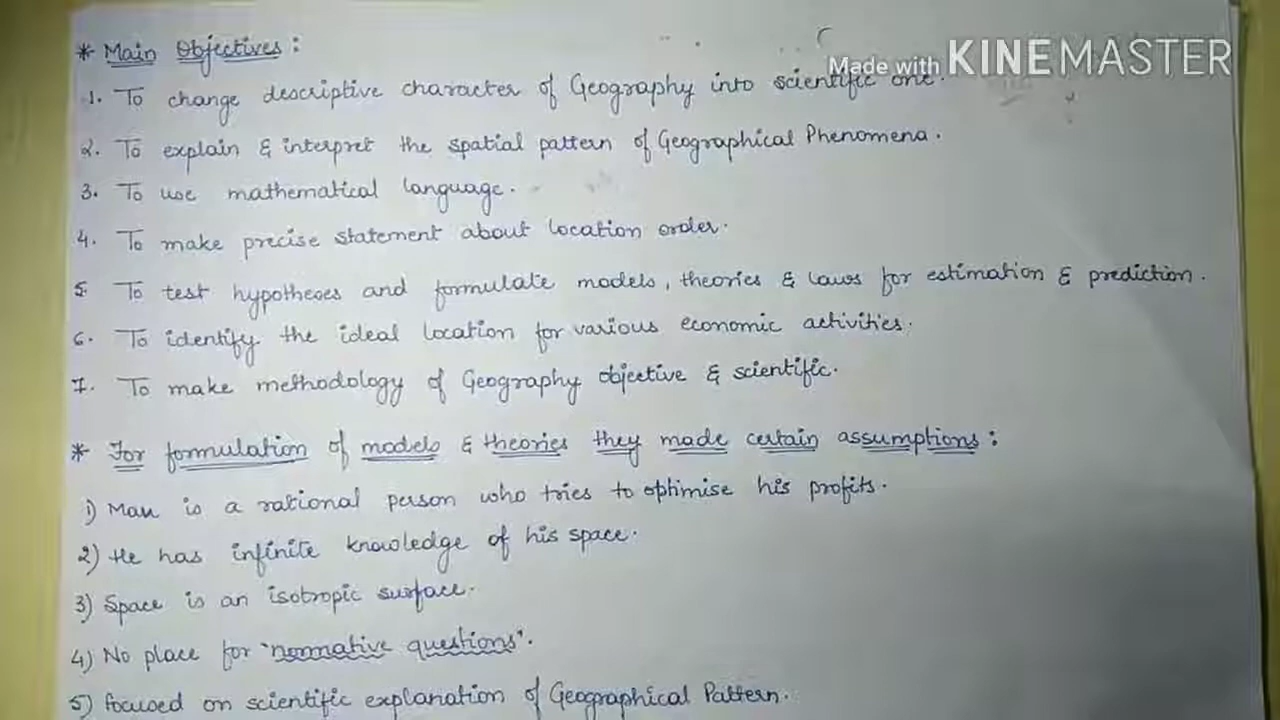 * Main Objectives :
Made with KINEMASTER
1. To change descriptive character of Geography into scientific one.
2. To explain & interpret the spatial pattern of Geographical Phenomena.
3. To use mathematical language.
4. To make precise statement about location order.
5. To test hypotheses and formulate models, theories & laws for estimation & prediction.
6. To identify the ideal location for various economic activities.
7. To make methodology of Geography objective & scientific.
* For formulation of models & theories they made certain assumptions :
1) Man is a rational person who tries to optimise his profits.
2) He has infinite knowledge of his space.
3) Space is an isotropic surface.
4) No place for "normative questions".
5) Focused on scientific explanation of Geographical Pattern.